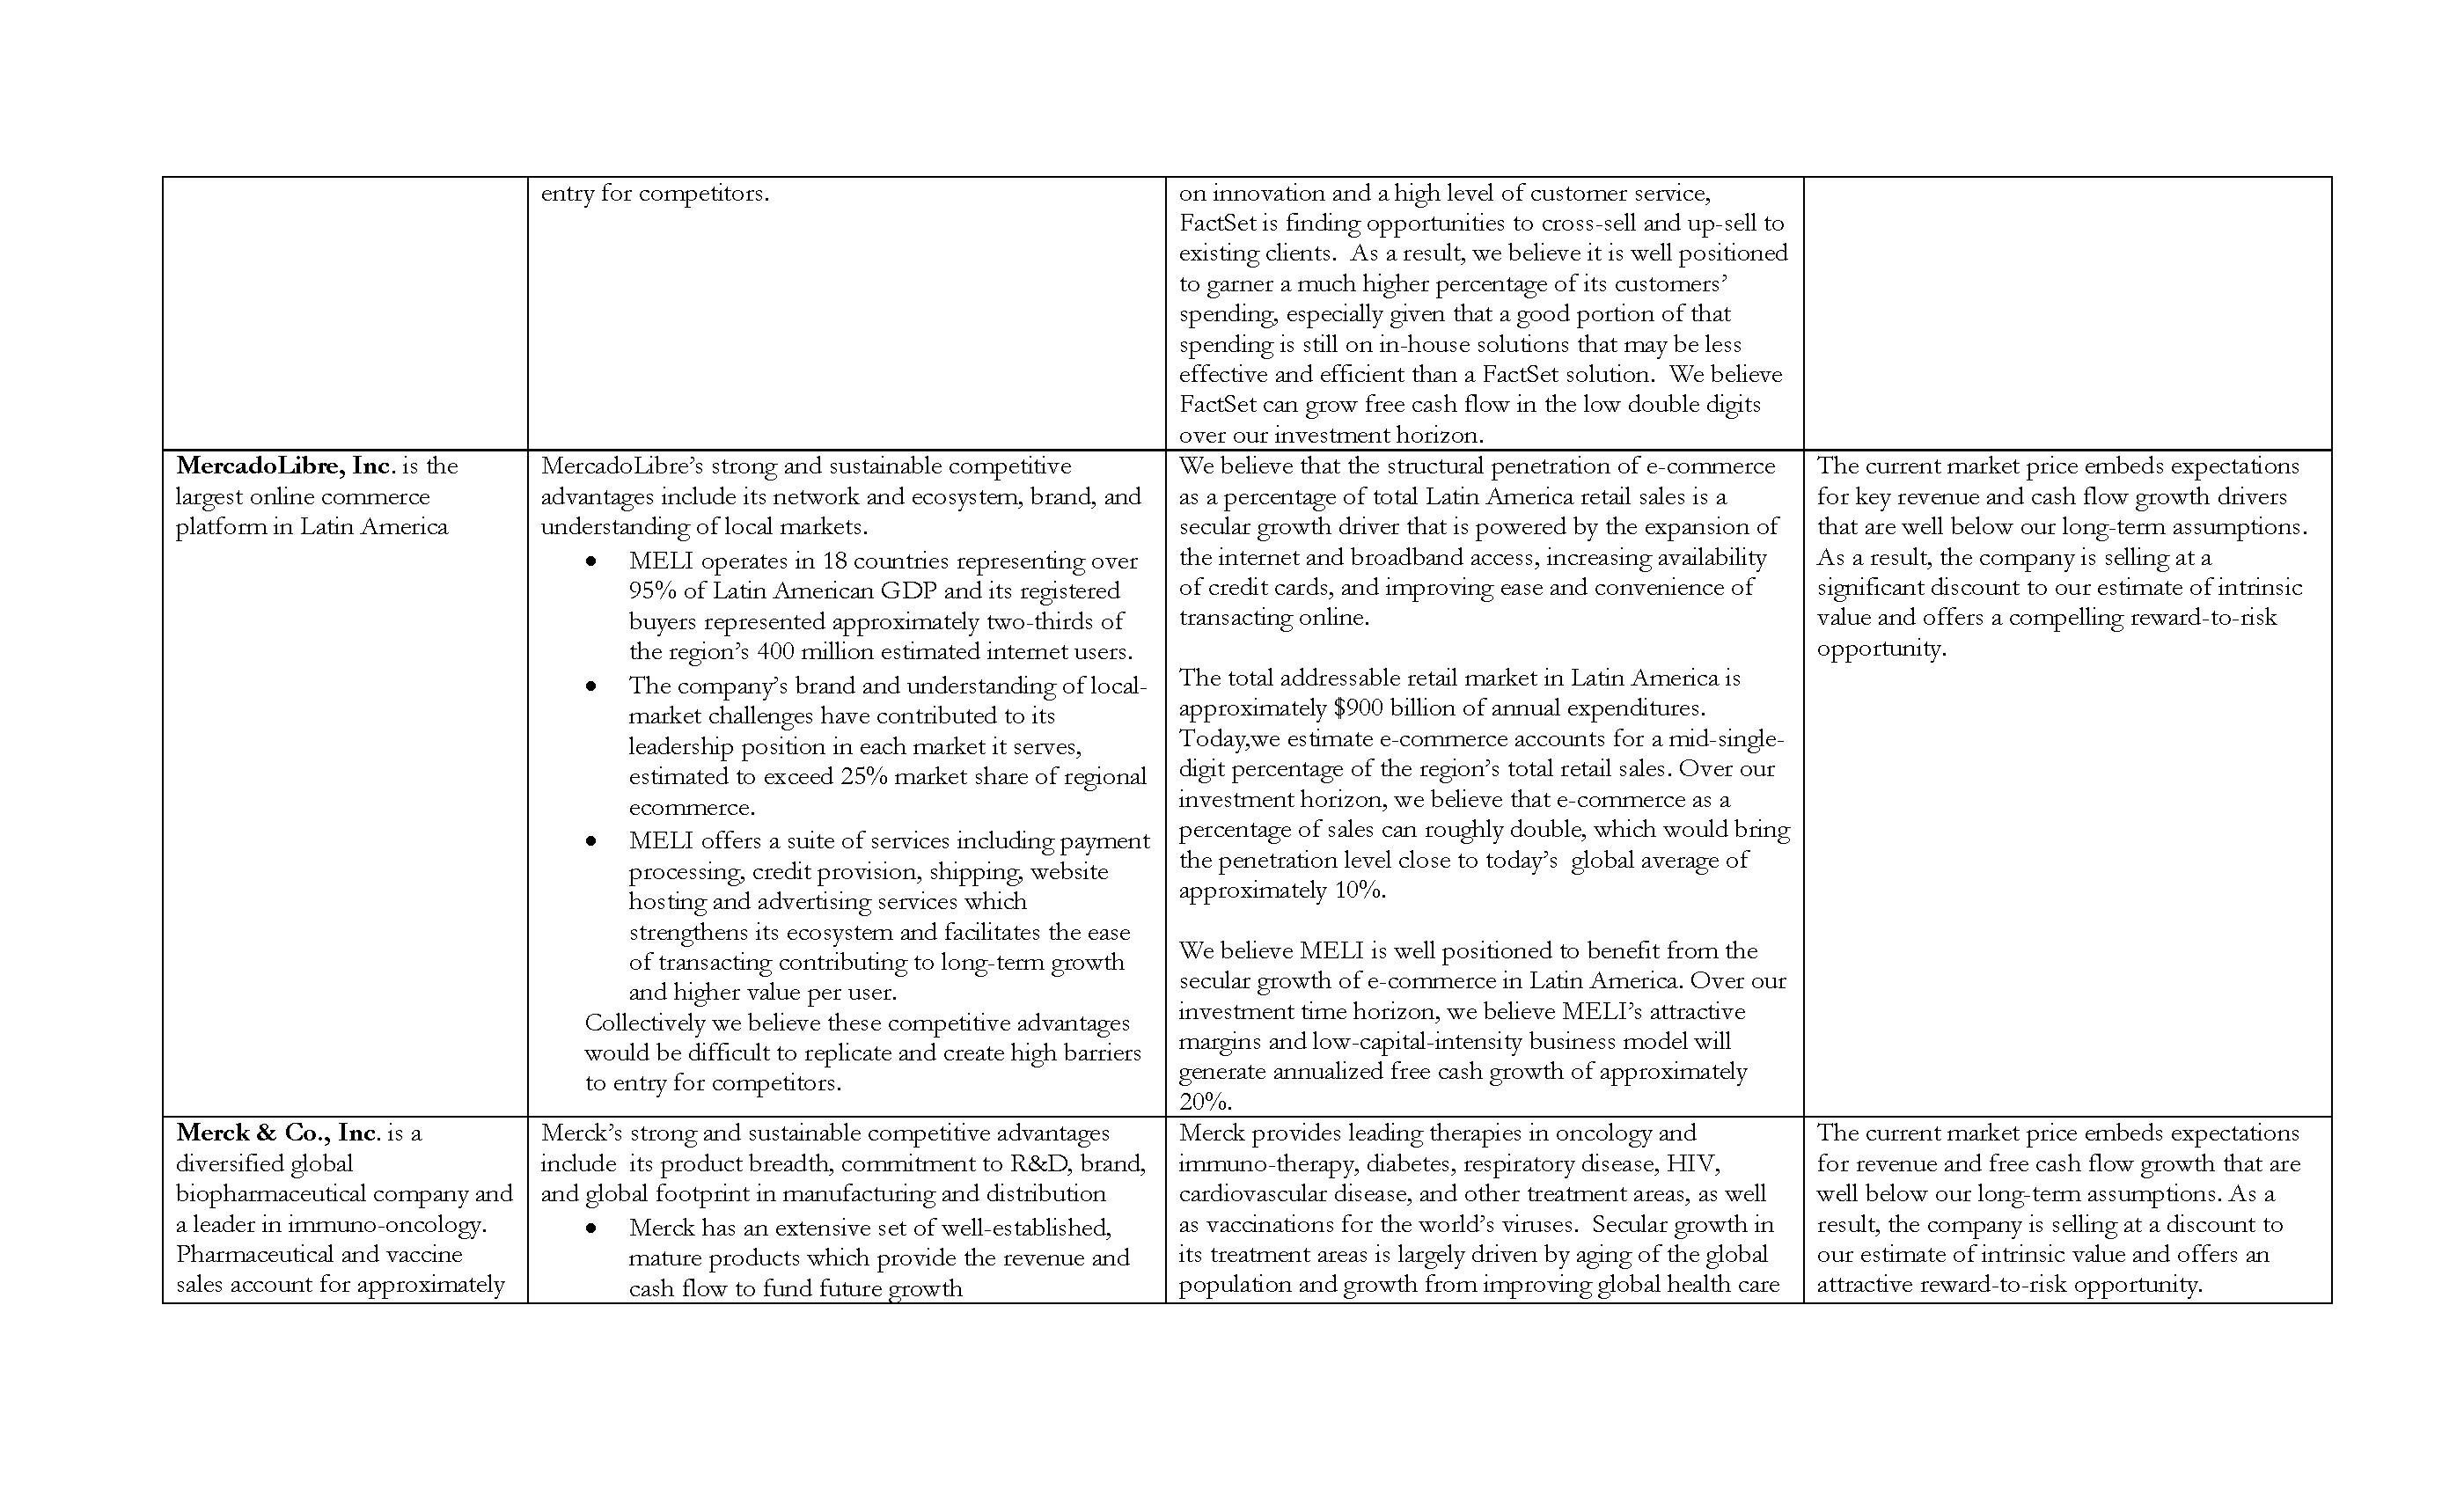 entry for competitors.
on innovation and a high level of customer service,
FactSet is finding opportunities to cross-sell and up-sell to
existing clients.  As a result, we believe it is well positioned
to garner a much higher percentage of its customers’
spending, especially given that a good portion of that
spending is still on in-house solutions that may be less
effective and efficient than a FactSet solution.  We believe
FactSet can grow free cash flow in the low double digits
over our investment horizon.
MercadoLibre, Inc. is the
largest online commerce
platform in Latin America
MercadoLibre’s strong and sustainable competitive
advantages include its network and ecosystem, brand, and
understanding of local markets.
• MELI operates in 18 countries representing over
95% of Latin American GDP and its registered
buyers represented approximately two-thirds of
the region’s 400 million estimated internet users.
• The company’s brand and understanding of local-
market challenges have contributed to its
leadership position in each market it serves,
estimated to exceed 25% market share of regional
ecommerce.
• MELI offers a suite of services including payment
processing, credit provision, shipping, website
hosting and advertising services which
strengthens its ecosystem and facilitates the ease
of transacting contributing to long-term growth
and higher value per user.
Collectively we believe these competitive advantages
would be difficult to replicate and create high barriers
to entry for competitors.
We believe that the structural penetration of e-commerce
as a percentage of total Latin America retail sales is a
secular growth driver that is powered by the expansion of
the internet and broadband access, increasing availability
of credit cards, and improving ease and convenience of
transacting online.
The total addressable retail market in Latin America is
approximately $900 billion of annual expenditures.
Today,we estimate e-commerce accounts for a mid-single-
digit percentage of the region’s total retail sales. Over our
investment horizon, we believe that e-commerce as a
percentage of sales can roughly double, which would bring
the penetration level close to today’s  global average of
approximately 10%.
We believe MELI is well positioned to benefit from the
secular growth of e-commerce in Latin America. Over our
investment time horizon, we believe MELI’s attractive
margins and low-capital-intensity business model will
generate annualized free cash growth of approximately
20%.
The current market price embeds expectations
for key revenue and cash flow growth drivers
that are well below our long-term assumptions.
As a result, the company is selling at a
significant discount to our estimate of intrinsic
value and offers a compelling reward-to-risk
opportunity.
Merck & Co., Inc. is a
diversified global
biopharmaceutical company and
a leader in immuno-oncology.
Pharmaceutical and vaccine
sales account for approximately
Merck’s strong and sustainable competitive advantages
include  its product breadth, commitment to R&D, brand,
and global footprint in manufacturing and distribution
• Merck has an extensive set of well-established,
mature products which provide the revenue and
cash flow to fund future growth
Merck provides leading therapies in oncology and
immuno-therapy, diabetes, respiratory disease, HIV,
cardiovascular disease, and other treatment areas, as well
as vaccinations for the world’s viruses.  Secular growth in
its treatment areas is largely driven by aging of the global
population and growth from improving global health care
The current market price embeds expectations
for revenue and free cash flow growth that are
well below our long-term assumptions. As a
result, the company is selling at a discount to
our estimate of intrinsic value and offers an
attractive reward-to-risk opportunity.